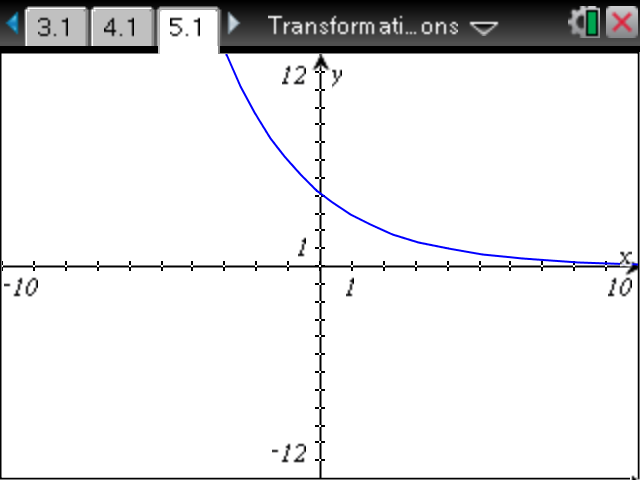 3.1 4.1 5.1 Transformati...ons
12 y
1
x
-10 1 10
-12